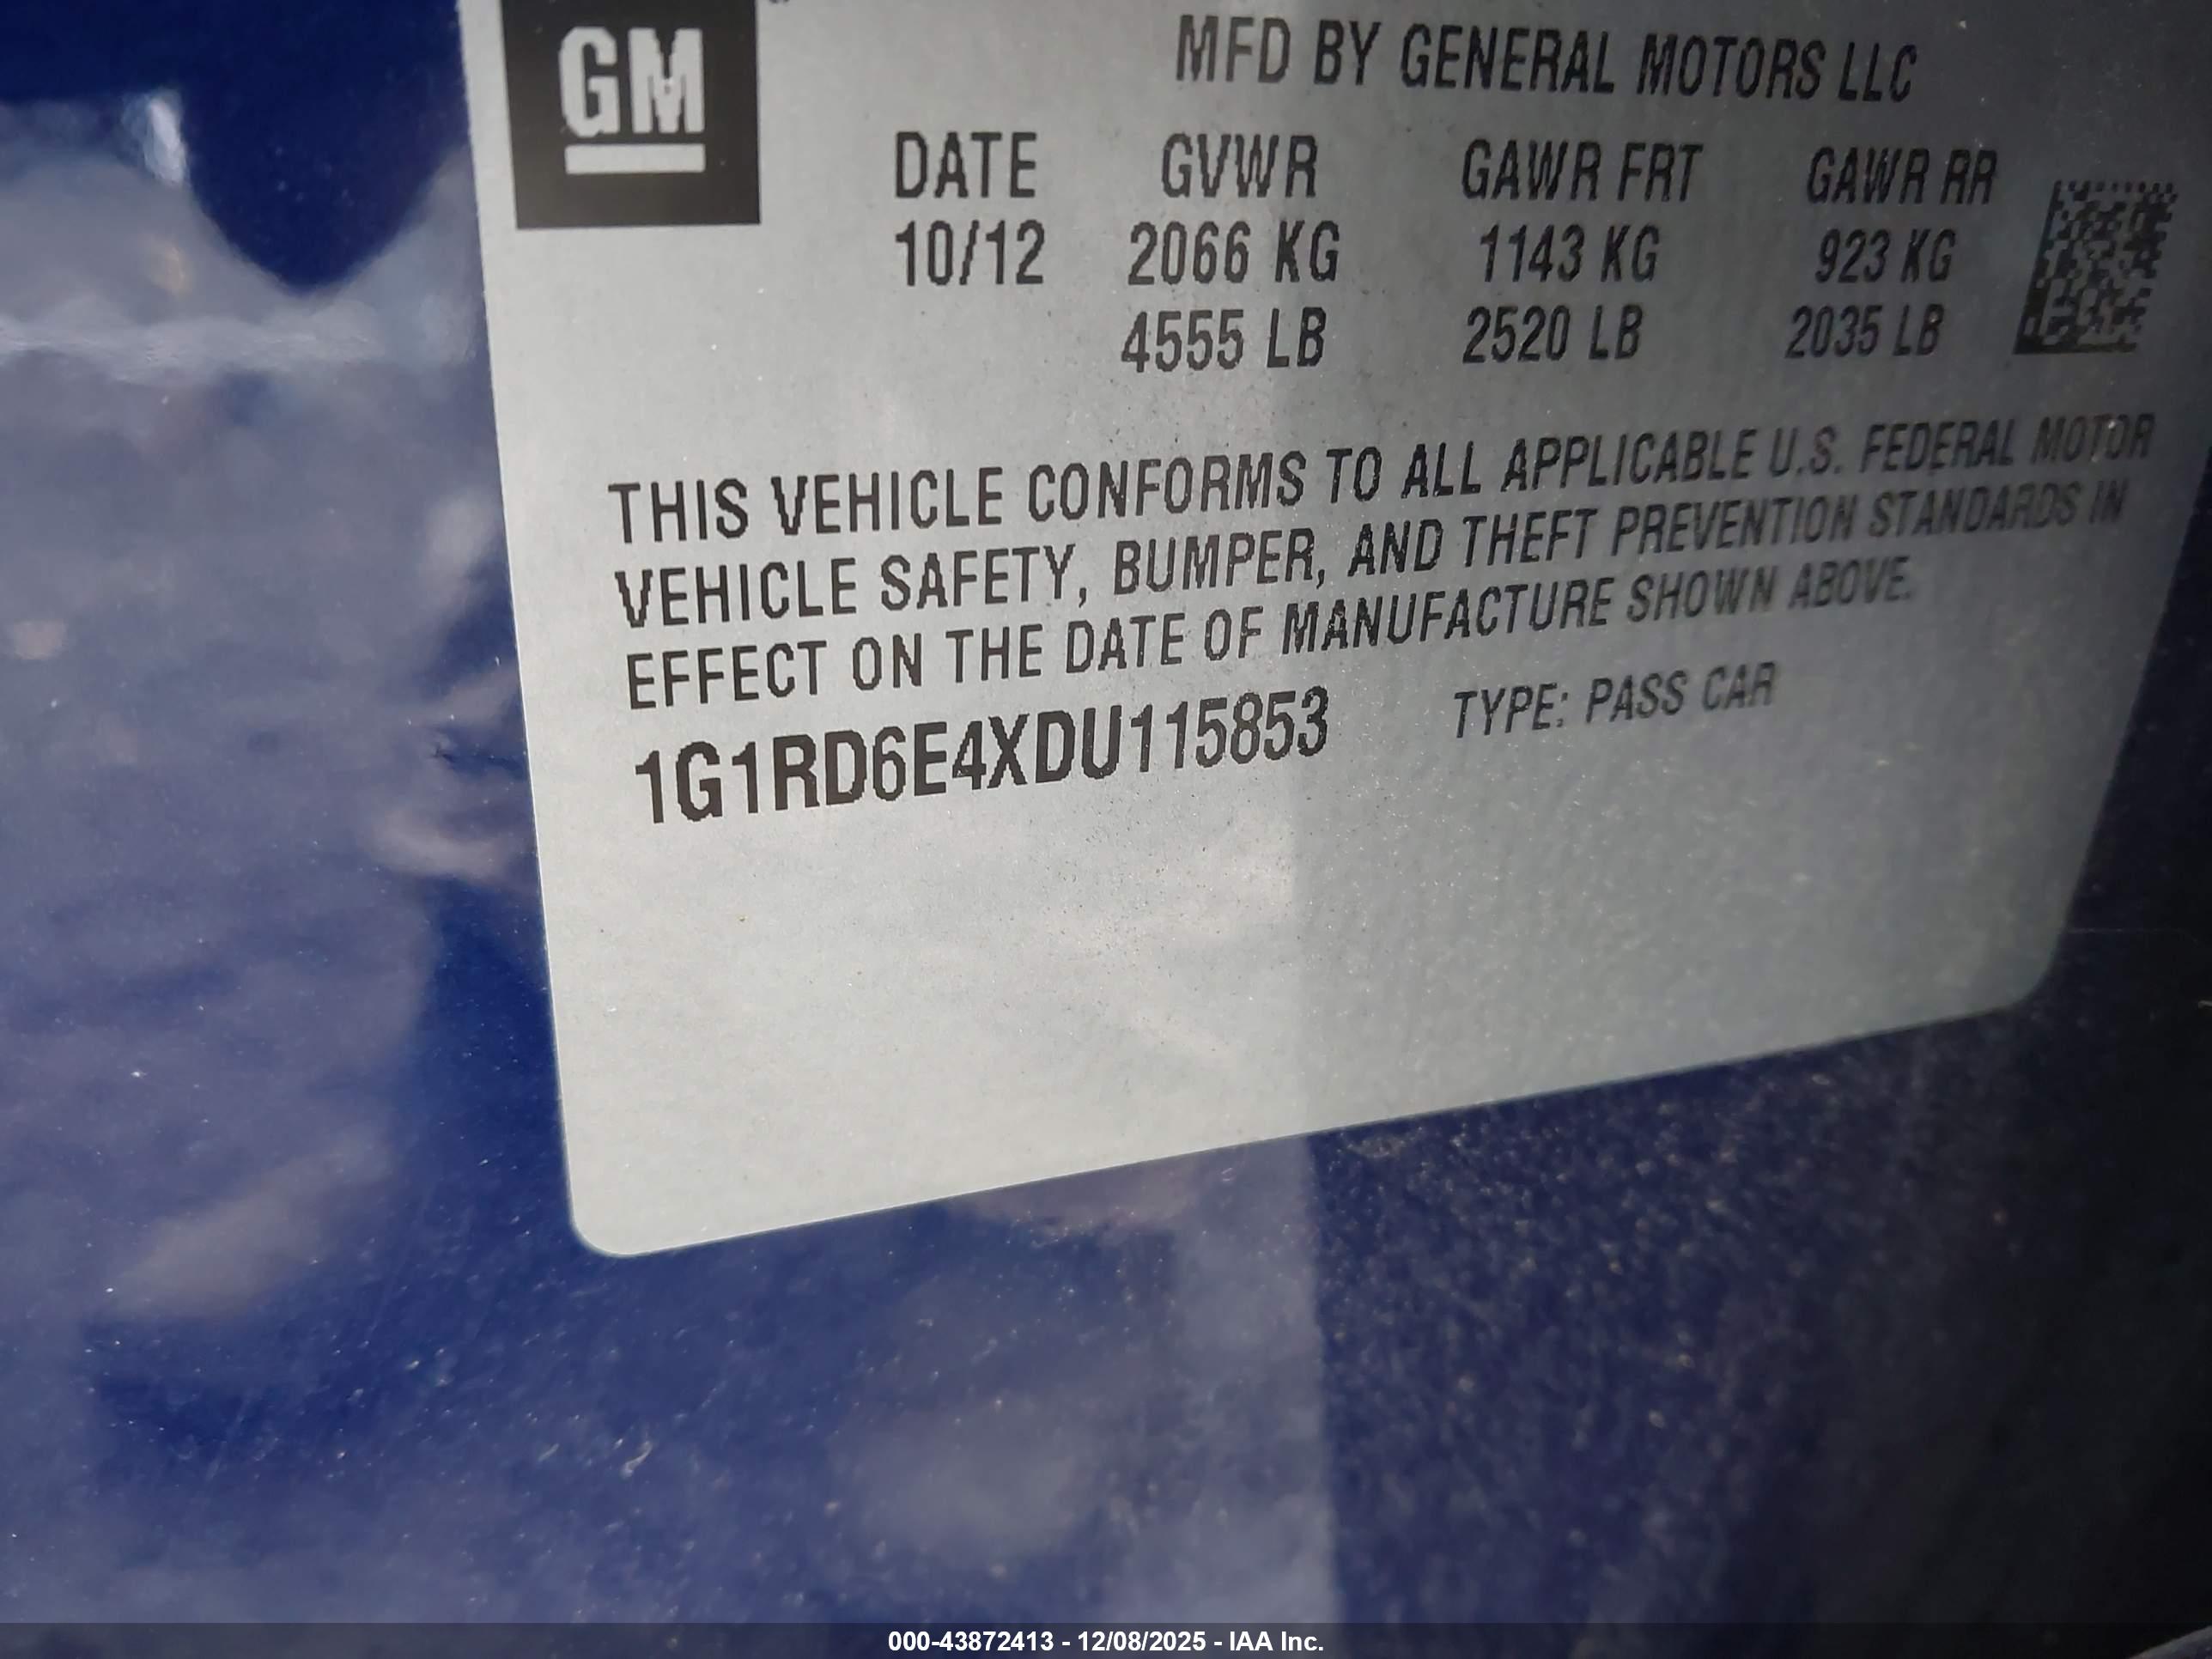 GM
MFD BY GENERAL MOTORS LLC
DATE GVWR GAWR FRT GAWR RR
10/12 2066 KG 1143 KG 923 KG
4555 LB 2520 LB 2035 LB
THIS VEHICLE CONFORMS TO ALL APPLICABLE U.S. FEDERAL MOTOR
VEHICLE SAFETY, BUMPER, AND THEFT PREVENTION STANDARDS IN
EFFECT ON THE DATE OF MANUFACTURE SHOWN ABOVE.
1G1RD6E4XDU115853 TYPE: PASS CAR
000-43872413 - 12/08/2025 - IAA Inc.